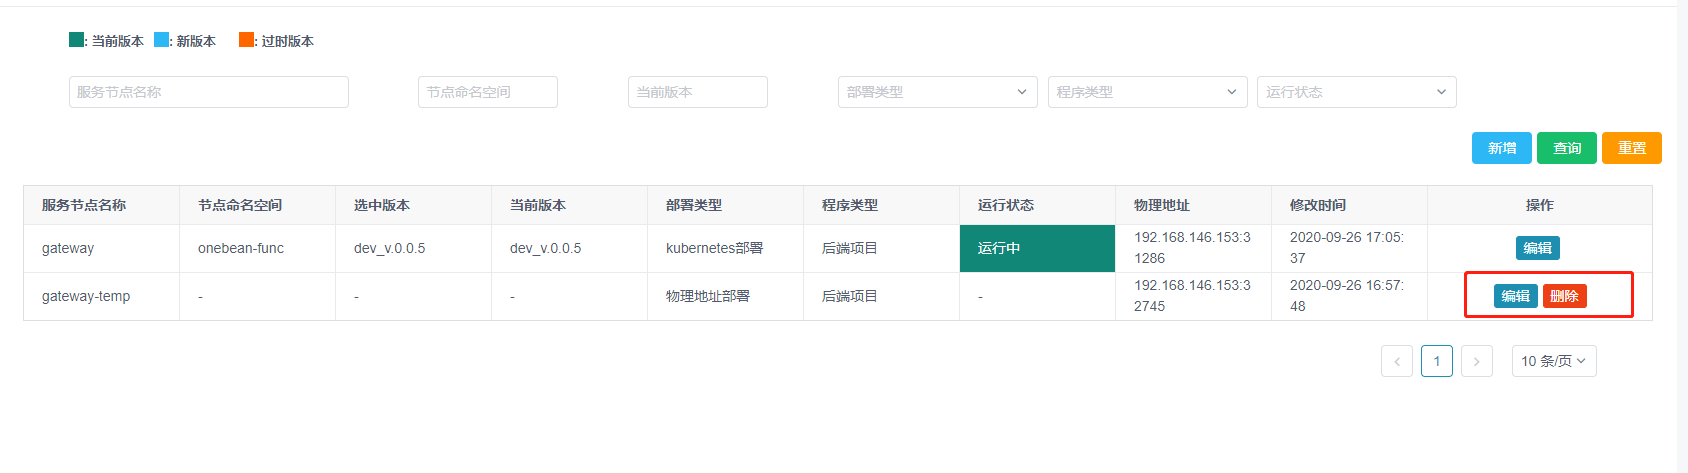 : 当前版本 : 新版本 : 过时版本
服务节点名称 节点命名空间 当前版本 部署类型 程序类型 运行状态
新增 查询 重置
服务节点名称 节点命名空间 选中版本 当前版本 部署类型 程序类型 运行状态 物理地址 修改时间 操作
gateway onebean-func dev_v.0.0.5 dev_v.0.0.5 kubernetes部署 后端项目 运行中 192.168.146.153:3 2020-09-26 17:05: 编辑
1286 37
gateway-temp - - - 物理地址部署 后端项目 - 192.168.146.153:3 2020-09-26 16:57: 编辑 删除
2745 48
< 1 > 10 条/页